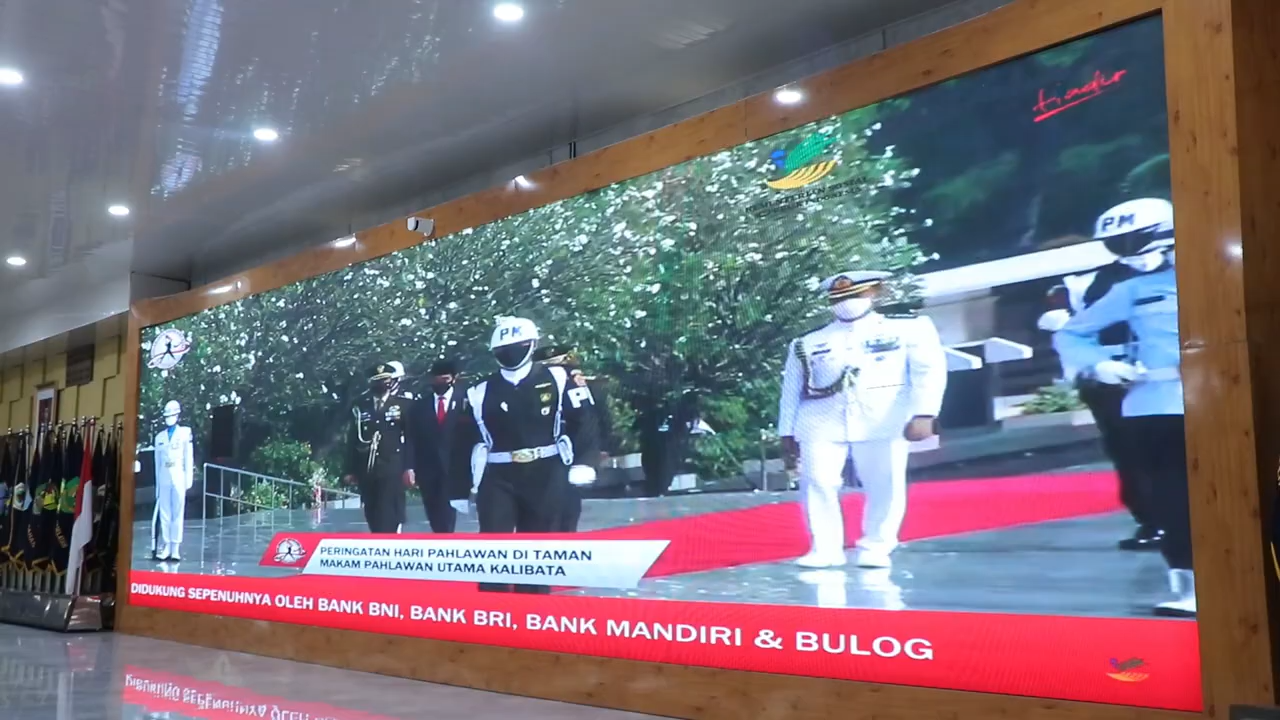 hadir
PM
PM
PERINGATAN HARI PAHLAWAN DI TAMAN
MAKAM PAHLAWAN UTAMA KALIBATA
DIDUKUNG SEPENUHNYA OLEH BANK BNI, BANK BRI, BANK MANDIRI & BULOG